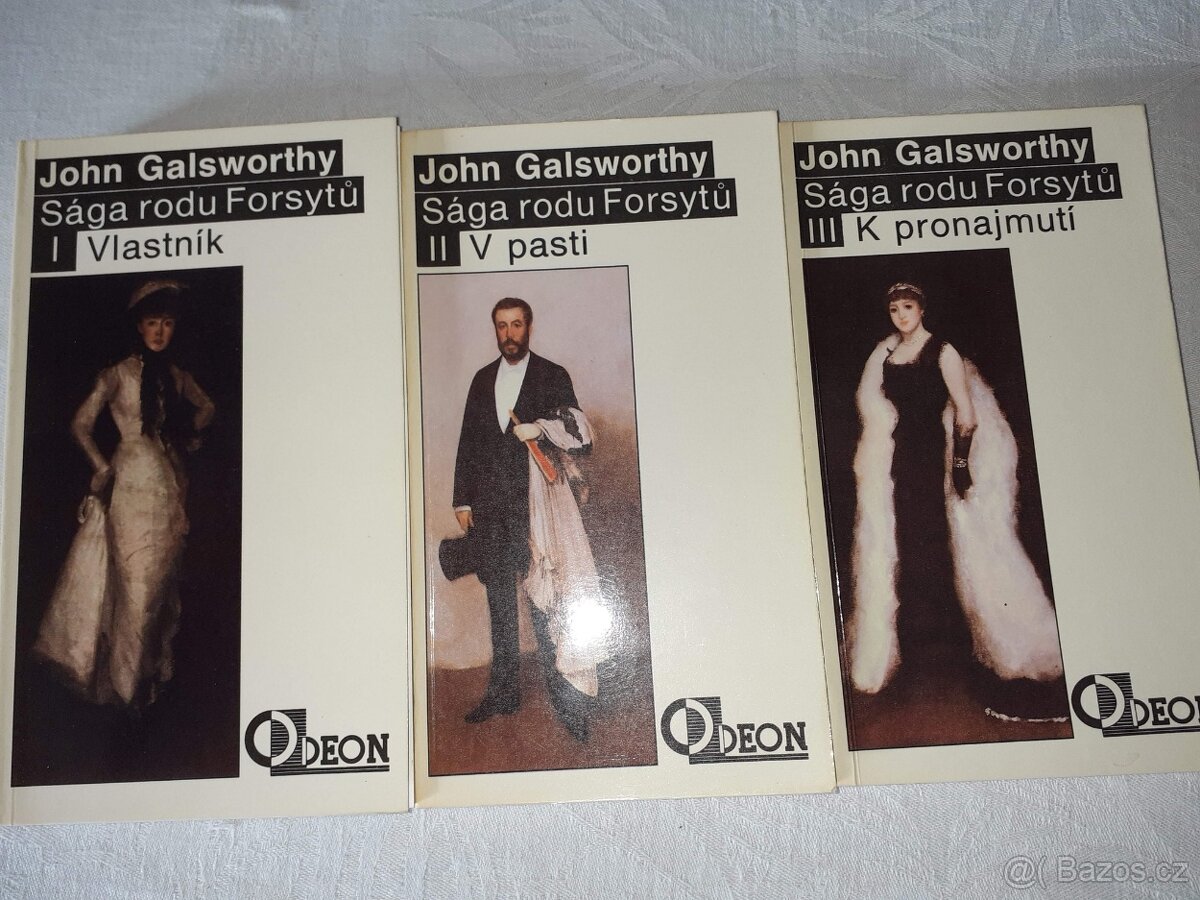 John Galsworthy
Sága rodu Forsytů
I Vlastník
ODEON
John Galsworthy
Sága rodu Forsytů
II V pasti
ODEON
John Galsworthy
Sága rodu Forsytů
III K pronajmutí
ODEON
@( Bazos.cz